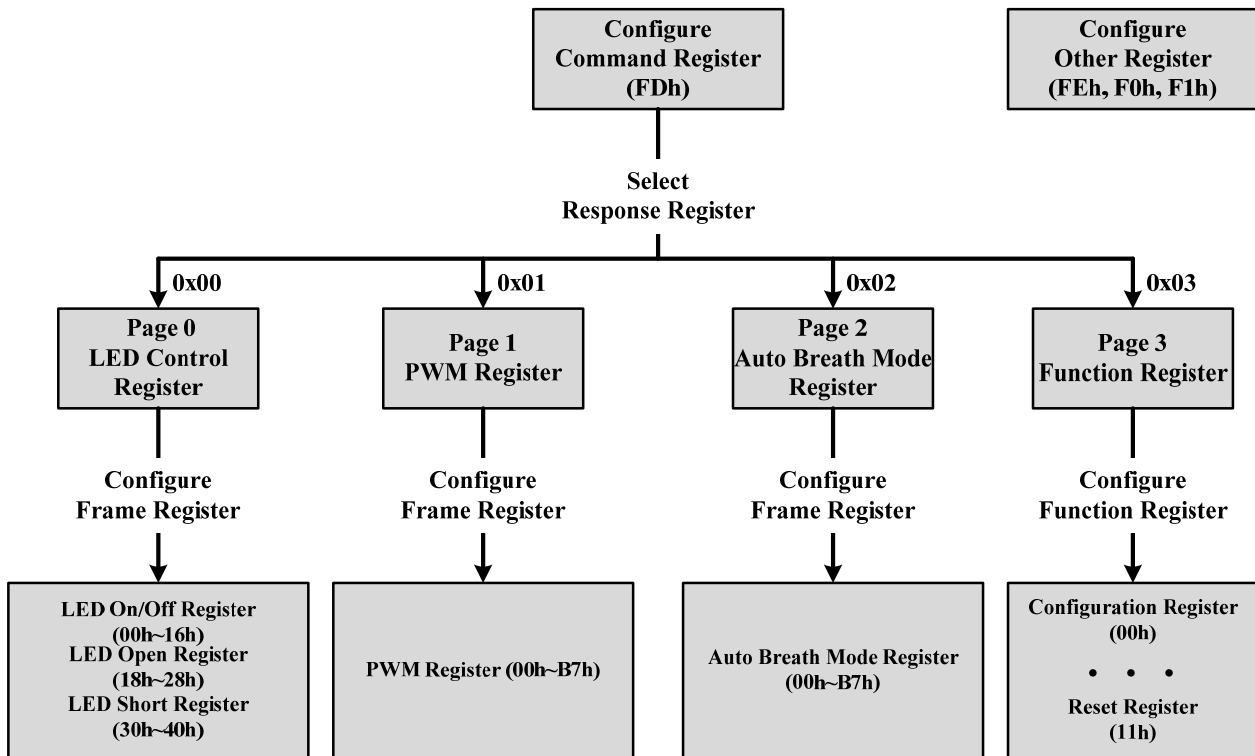 Configure
Command Register
(FDh)
Configure
Other Register
(FEh, F0h, F1h)
Select
Response Register
0x00
0x01
0x02
0x03
Page 0
LED Control
Register
Page 1
PWM Register
Page 2
Auto Breath Mode
Register
Page 3
Function Register
Configure
Frame Register
Configure
Frame Register
Configure
Frame Register
Configure
Function Register
LED On/Off Register
(00h~16h)
LED Open Register
(18h~28h)
LED Short Register
(30h~40h)
PWM Register (00h~B7h)
Auto Breath Mode Register
(00h~B7h)
Configuration Register
(00h)
• • •
Reset Register
(11h)